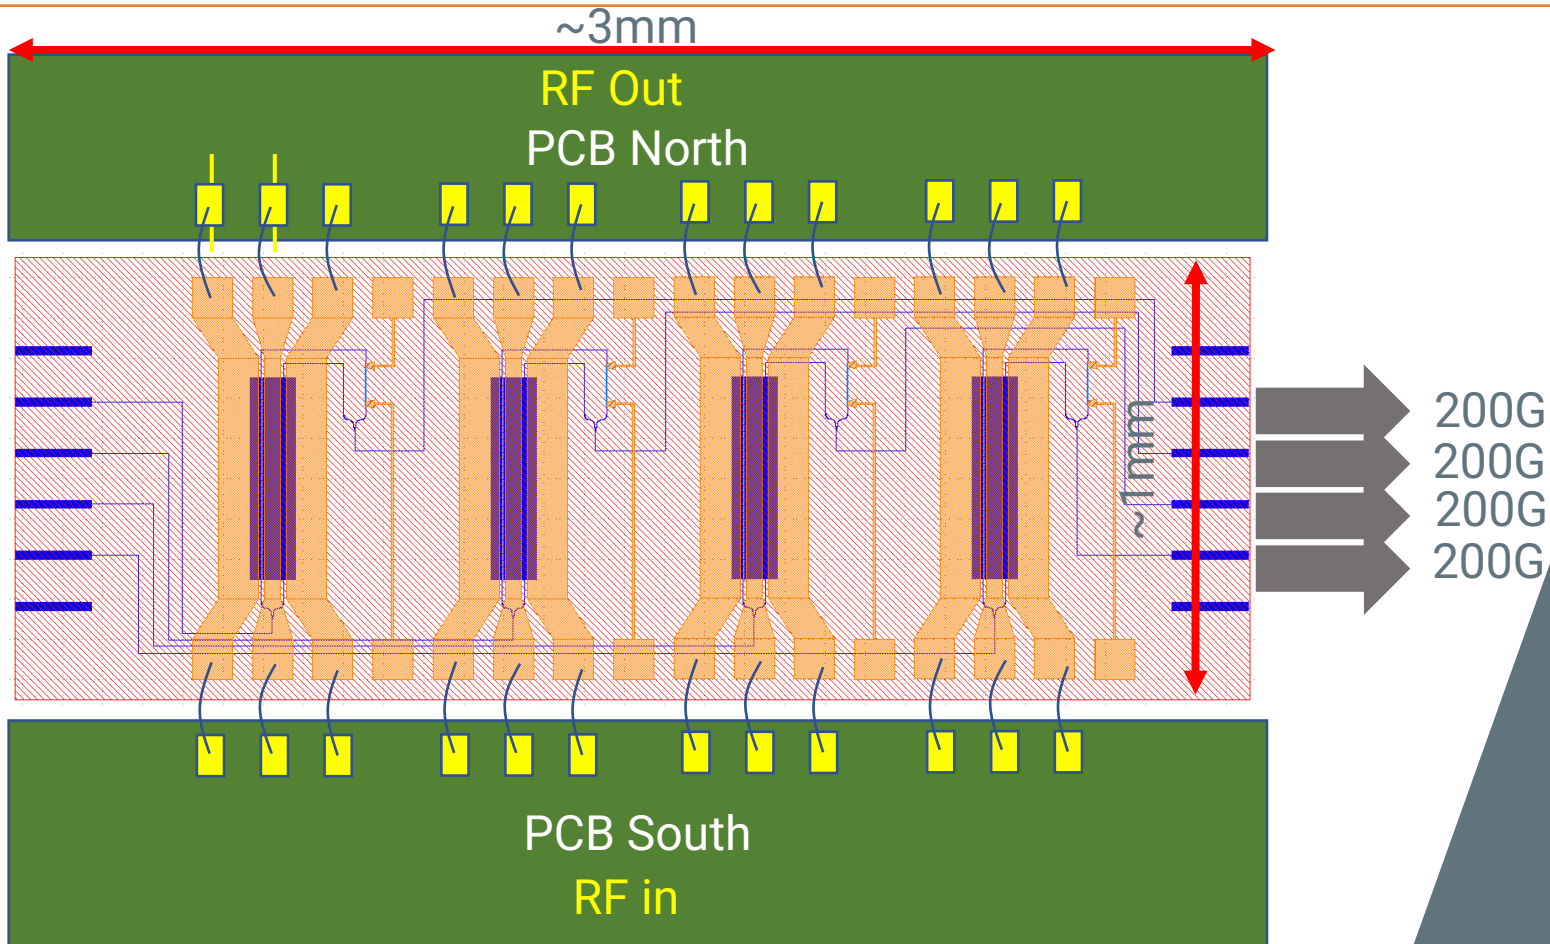 ~3mm
RF Out
PCB North
~1mm
200G
200G
200G
200G
PCB South
RF in